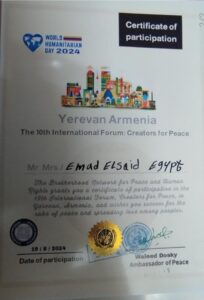 Certificate of
participation
WORLD
HUMANITARIAN
DAY 2024
Yerevan Armenia
The 10th International Forum: Creators for Peace
Mr Mrs / Emad Elsaid Egypt
The Brotherhood Network for Peace and Human
Rights grants you a certificate of participation in the
10th International Forum, Creators for Peace, in
Yerevan, Armenia, and wishes you success for the
sake of peace and spreading love among peoples.
19 / 8 / 2024
Date of participation
Waleed Dosky
Ambassador of Peace